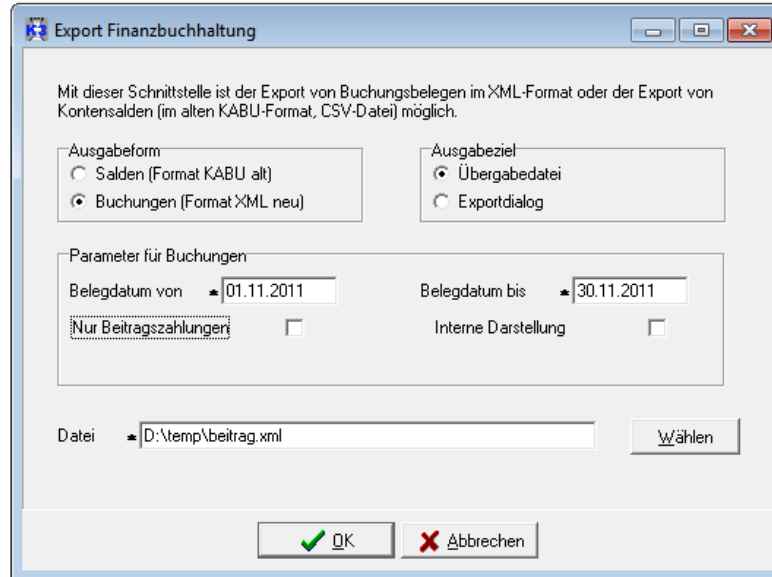 K3 Export Finanzbuchhaltung
Mit dieser Schnittstelle ist der Export von Buchungsbelegen im XML-Format oder der Export von
Kontensalden (im alten KABU-Format, CSV-Datei) möglich.
Ausgabeform
Salden (Format KABU alt)
Buchungen (Format XML neu)
Ausgabeziel
Übergabedatei
Exportdialog
Parameter für Buchungen
Belegdatum von * 01.11.2011 Belegdatum bis * 30.11.2011
Nur Beitragszahlungen Interne Darstellung
Datei * D:\temp\beitrag.xml Wählen
OK Abbrechen